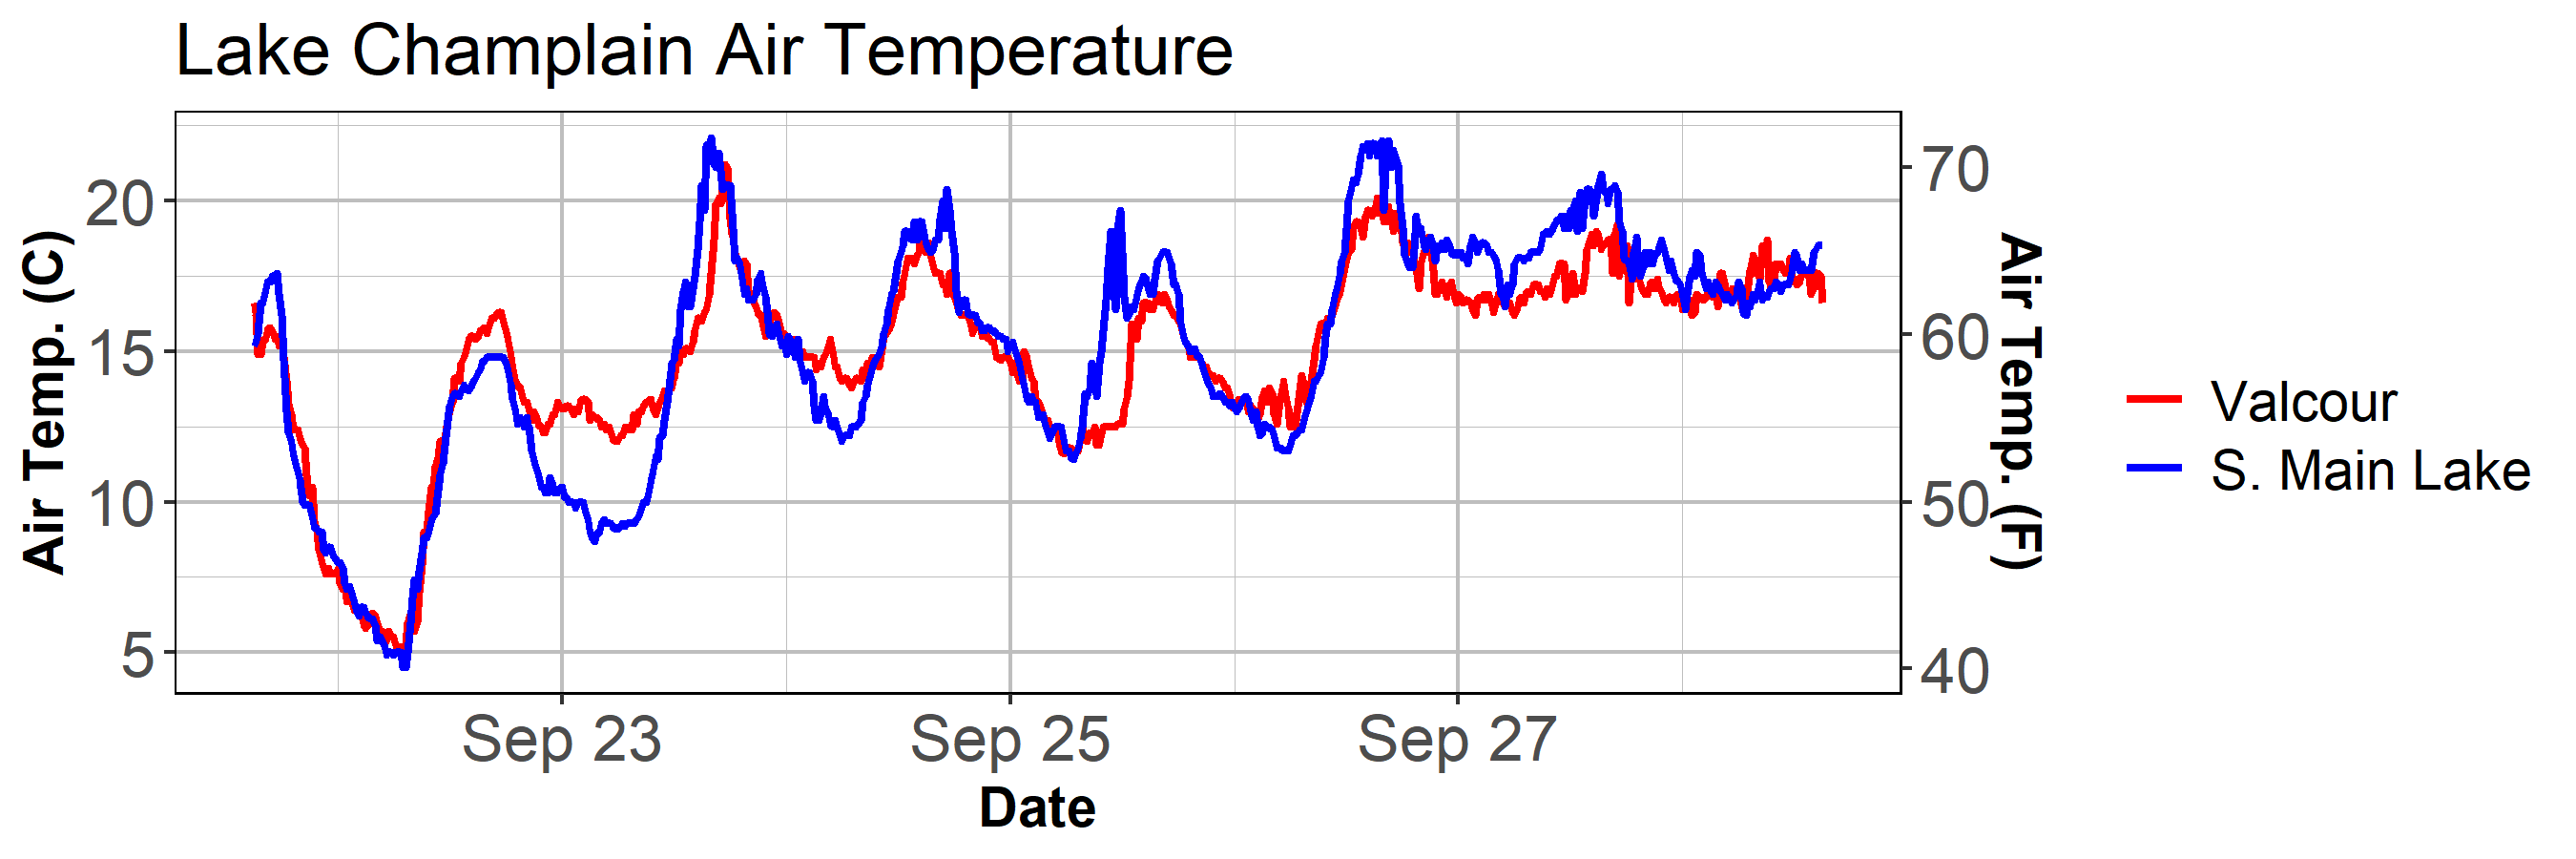 Lake Champlain Air Temperature
Air Temp. (C)
20
15
10
5
70
60
50
40
Air Temp. (F)
Sep 23
Sep 25
Sep 27
Date
Valcour
S. Main Lake